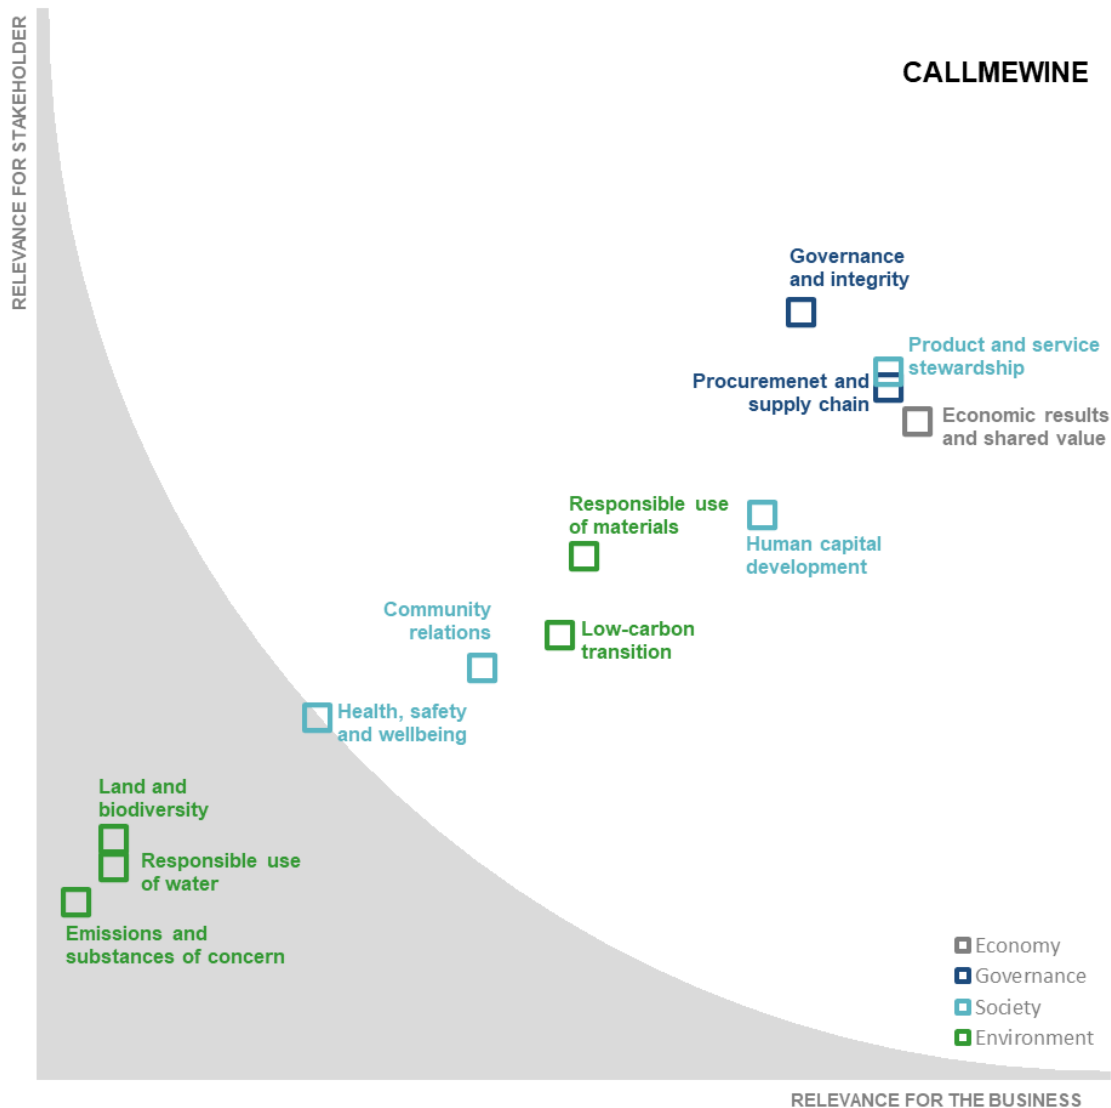 RELEVANCE FOR STAKEHOLDER
CALLMEWINE
Governance
and integrity
Product and service
stewardship
Procuremenet and
supply chain
Economic results
and shared value
Responsible use
of materials
Human capital
development
Community
relations
Low-carbon
transition
Health, safety
and wellbeing
Land and
biodiversity
Responsible use
of water
Emissions and
substances of concern
Economy
Governance
Society
Environment
RELEVANCE FOR THE BUSINESS